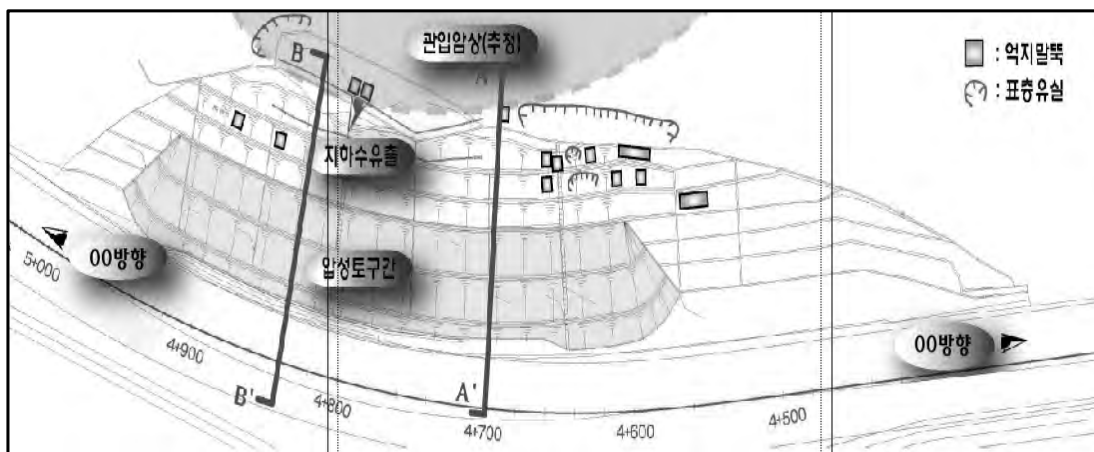 B
관입암상(추정)
A
: 억지말뚝
: 표층유실
지하수유출
00방향
5+000
압성토구간
4+900
B'
4+800
A'
4+700
4+600
4+500
00방향